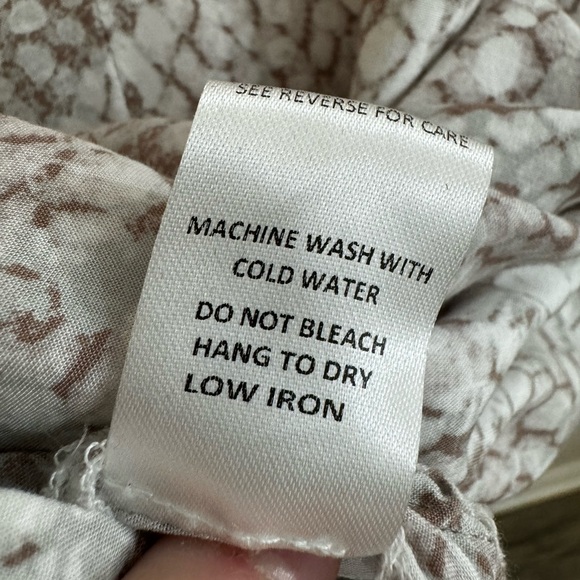 SEE REVERSE FOR CARE
MACHINE WASH WITH
COLD WATER
DO NOT BLEACH
HANG TO DRY
LOW IRON